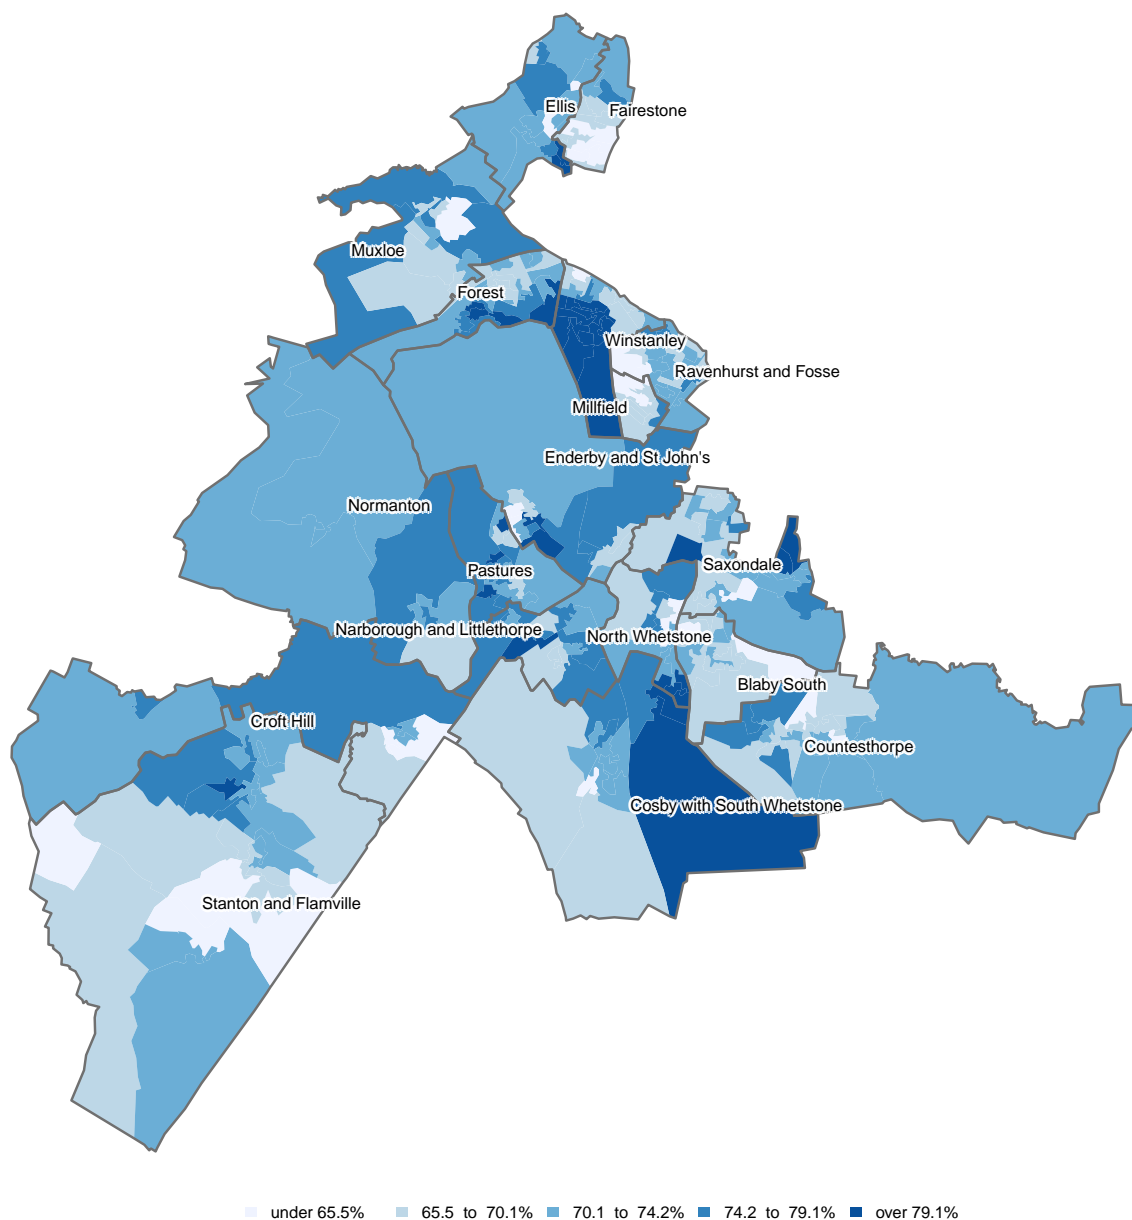 Ellis
Fairestone
Muxloe
Forest
Winstanley
Ravenhurst and Fosse
Millfield
Enderby and St John's
Normanton
Saxondale
Pastures
Narborough and Littlethorpe
North Whetstone
Blaby South
Croft Hill
Countesthorpe
Cosby with South Whetstone
Stanton and Flamville
under 65.5% 65.5 to 70.1% 70.1 to 74.2% 74.2 to 79.1% over 79.1%